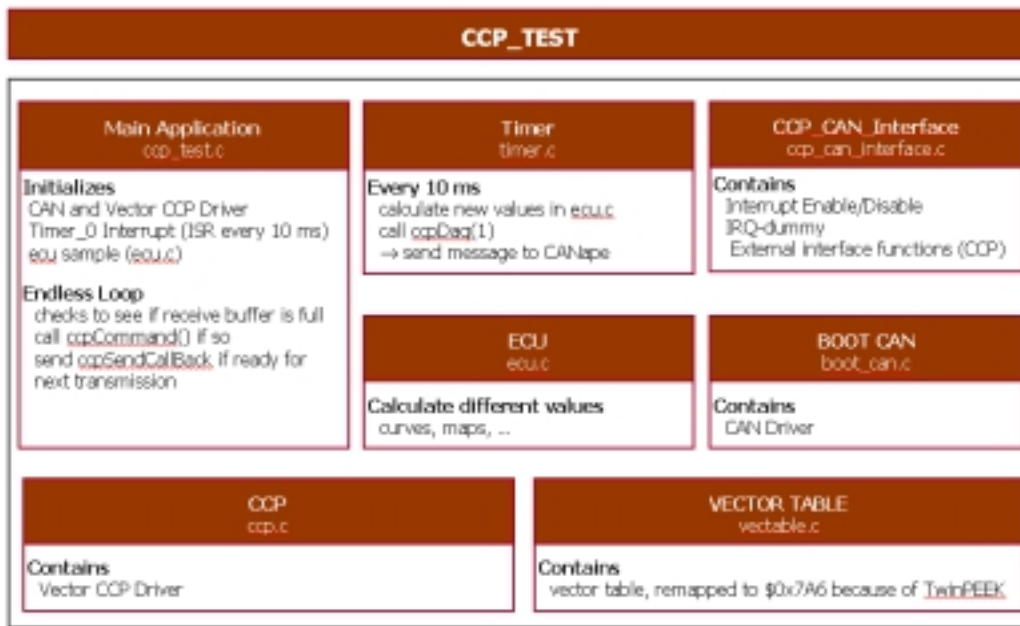 CCP_TEST
Main Application
ccp_test.c
Initializes
CAN and Vector CCP Driver
Timer_0 Interrupt (ISR every 10 ms)
ecu sample (ecu.c)
Endless Loop
checks to see if receive buffer is full
call ccpCommand() if so
send ccpSendCallBack if ready for
next transmission
Timer
timer.c
Every 10 ms
calculate new values in ecu.c
call ccpDaq(1)
→ send message to CANape
CCP_CAN_Interface
ccp_can_interface.c
Contains
Interrupt Enable/Disable
IRQ-dummy
External interface functions (CCP)
ECU
ecu.c
Calculate different values
curves, maps, ...
BOOT CAN
boot_can.c
Contains
CAN Driver
CCP
ccp.c
Contains
Vector CCP Driver
VECTOR TABLE
vectable.c
Contains
vector table, remapped to $0x7A6 because of TwinPEEK